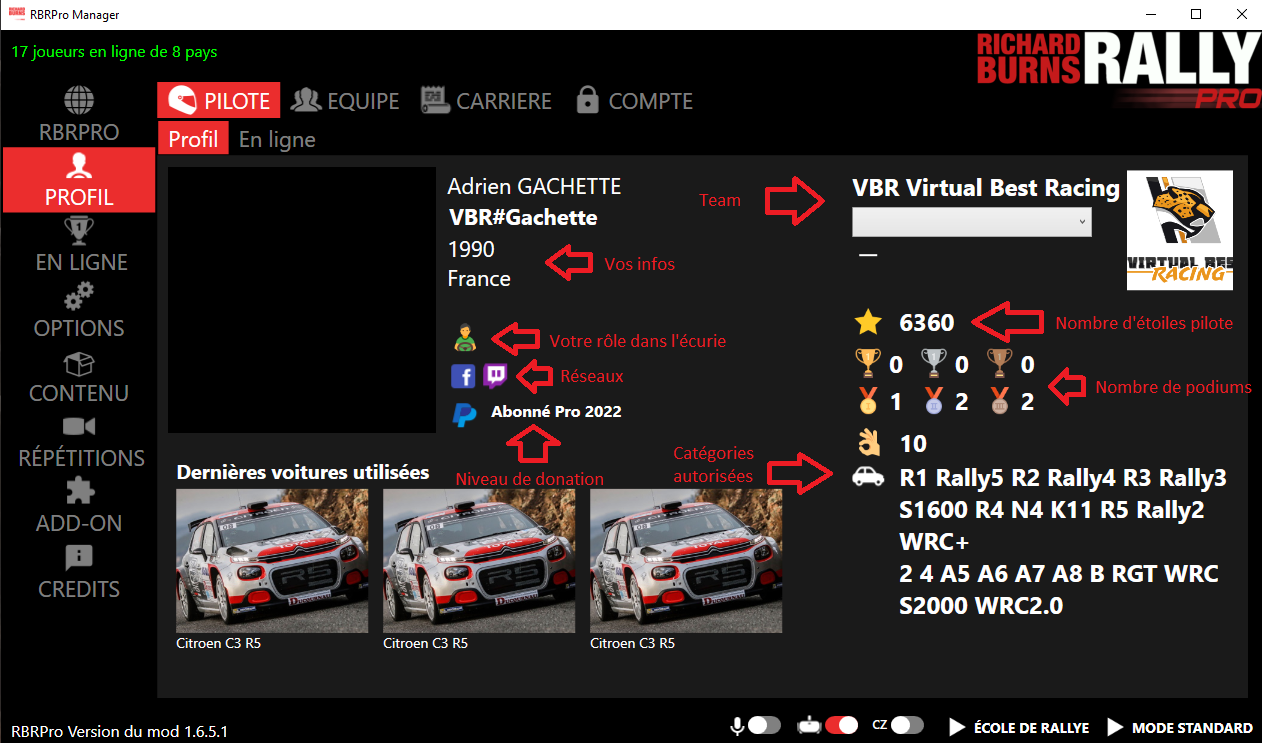 RBRPro Manager
17 joueurs en ligne de 8 pays
RICHARD
BURNS
RALLY
PRO
RBRPRO
PROFIL
EN LIGNE
OPTIONS
CONTENU
RÉPÉTITIONS
ADD-ON
CREDITS
PILOTE
EQUIPE
CARRIERE
COMPTE
Profil
En ligne
Adrien GACHETTE
VBR#Gachette
1990
France
Vos infos
Votre rôle dans l'écurie
Réseaux
Abonné Pro 2022
Niveau de donation
Team
VBR Virtual Best Racing
VIRTUAL BES
RACING
6360
Nombre d'étoiles pilote
0 0 0
1 2 2
Nombre de podiums
10
Catégories
autorisées
R1 Rally5 R2 Rally4 R3 Rally3
S1600 R4 N4 K11 R5 Rally2
WRC+
2 4 A5 A6 A7 A8 B RGT WRC
S2000 WRC2.0
Dernières voitures utilisées
Citroen C3 R5
Citroen C3 R5
Citroen C3 R5
RBRPro Version du mod 1.6.5.1
CZ
ÉCOLE DE RALLYE
MODE STANDARD